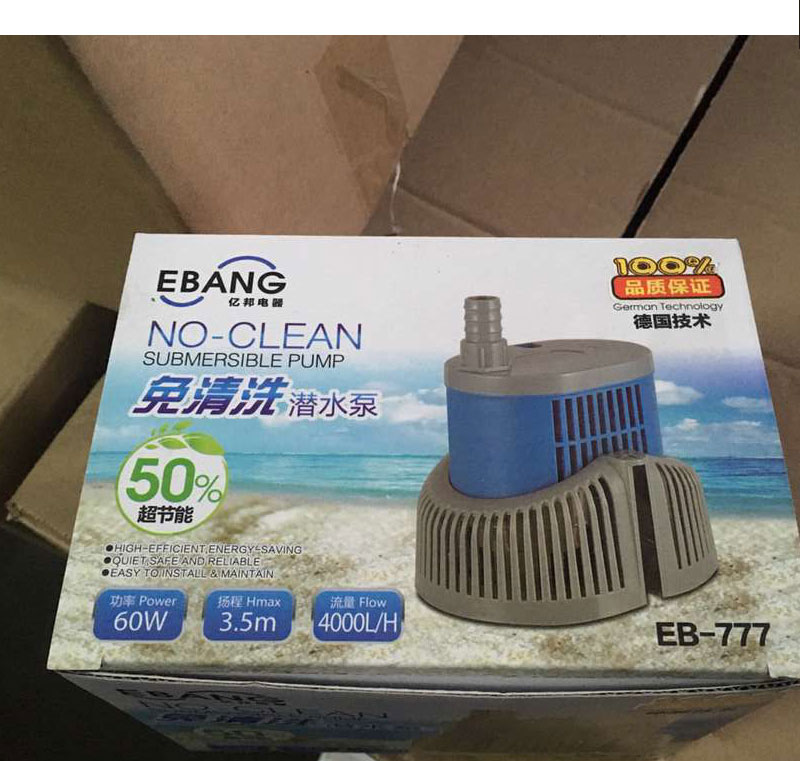 EBANG
亿邦电器
100%
品质保证
German Technology
德国技术
NO-CLEAN
SUBMERSIBLE PUMP
免清洗 潜水泵
50%
超节能
●HIGH-EFFICIENT,ENERGY-SAVING
●QUIET,SAFE AND RELIABLE
●EASY TO INSTALL & MAINTAIN
功率 Power
60W
扬程 Hmax
3.5m
流量 Flow
4000L/H
EB-777
EBANG
NO-CLEAN